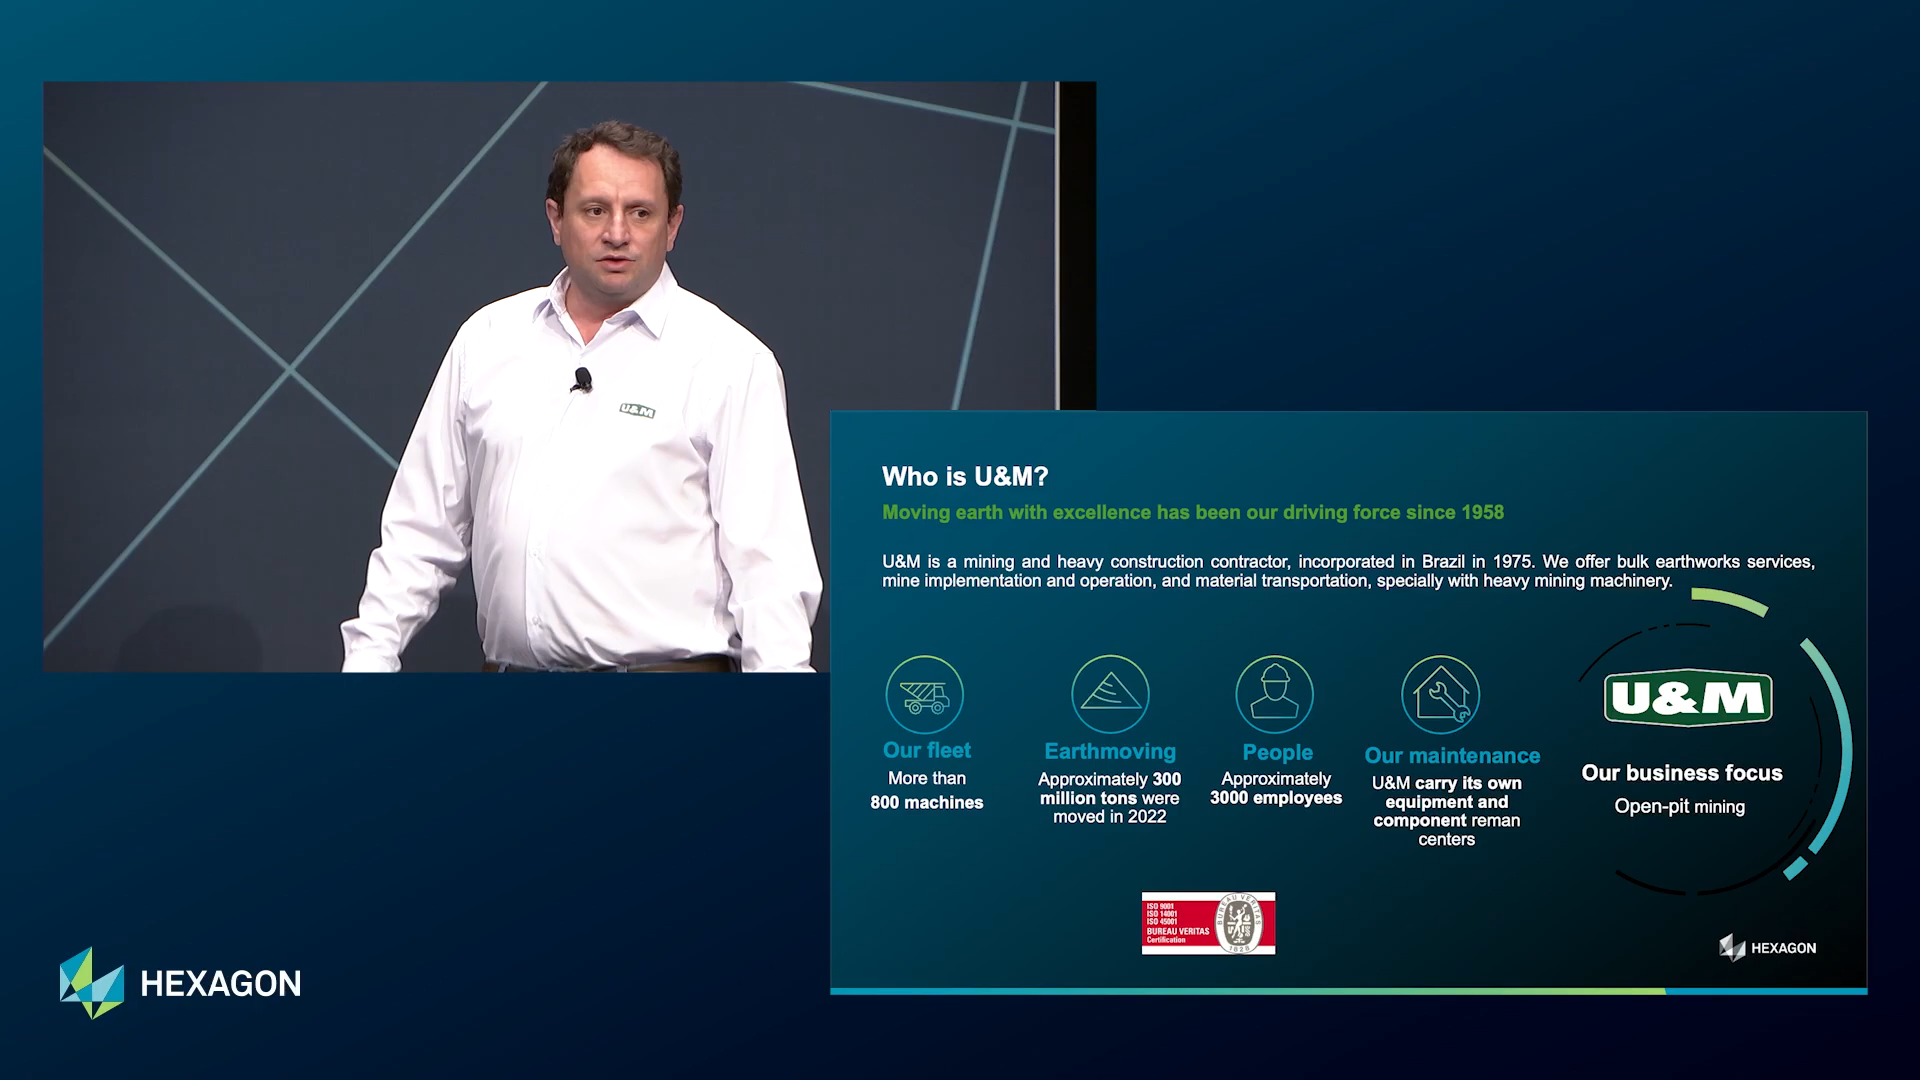 U&M
Who is U&M?
Moving earth with excellence has been our driving force since 1958
U&M is a mining and heavy construction contractor, incorporated in Brazil in 1975. We offer bulk earthworks services,
mine implementation and operation, and material transportation, specially with heavy mining machinery.
Our fleet
More than
800 machines
Earthmoving
Approximately 300
million tons were
moved in 2022
People
Approximately
3000 employees
Our maintenance
U&M carry its own
equipment and
component reman
centers
U&M
Our business focus
Open-pit mining
ISO 9001
ISO 14001
ISO 45001
BUREAU VERITAS
Certification
BUREAU VERITAS
1828
HEXAGON
HEXAGON